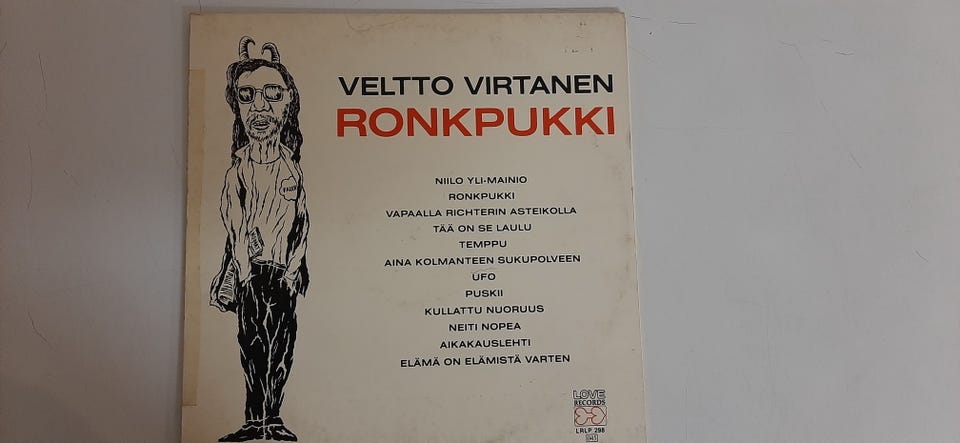 VELTTO VIRTANEN
RONKPUKKI
NIILO YLI-MAINIO
RONKPUKKI
VAPAALLA RICHTERIN ASTEIKOLLA
TÄÄ ON SE LAULU
TEMPPU
AINA KOLMANTEEN SUKUPOLVEEN
UFO
PUSKII
KULLATTU NUORUUS
NEITI NOPEA
AIKAKAUSLEHTI
ELÄMÄ ON ELÄMISTÄ VARTEN
LOVE
RECORDS
LRLP 298